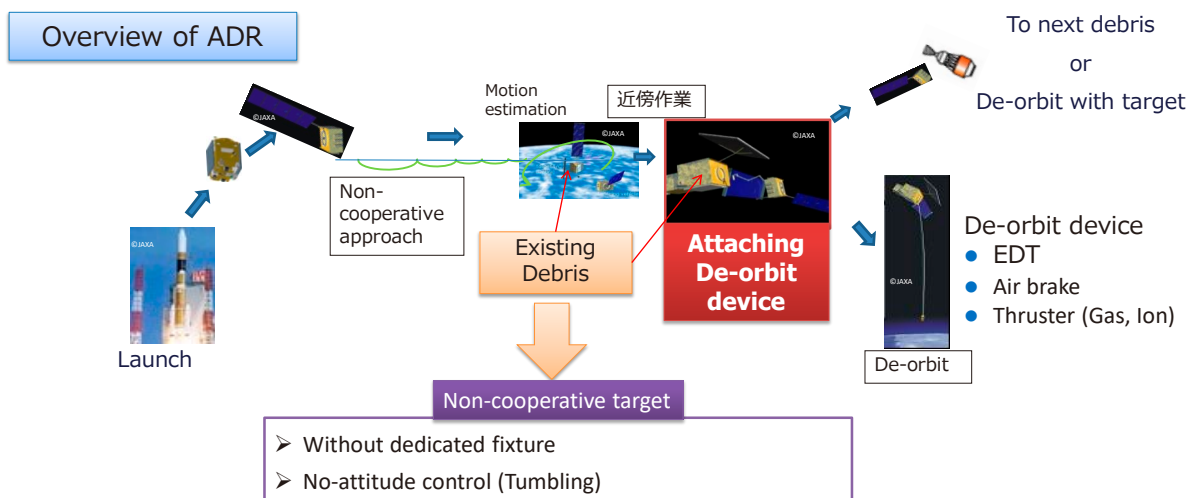 Overview of ADR
To next debris
or
De-orbit with target
Motion
estimation
近傍作業
©JAXA
©JAXA
©JAXA
Non-
cooperative
approach
Existing
Debris
Attaching
De-orbit
device
©JAXA
Launch
©JAXA
De-orbit
De-orbit device
● EDT
● Air brake
● Thruster (Gas, Ion)
Non-cooperative target
➢ Without dedicated fixture
➢ No-attitude control (Tumbling)